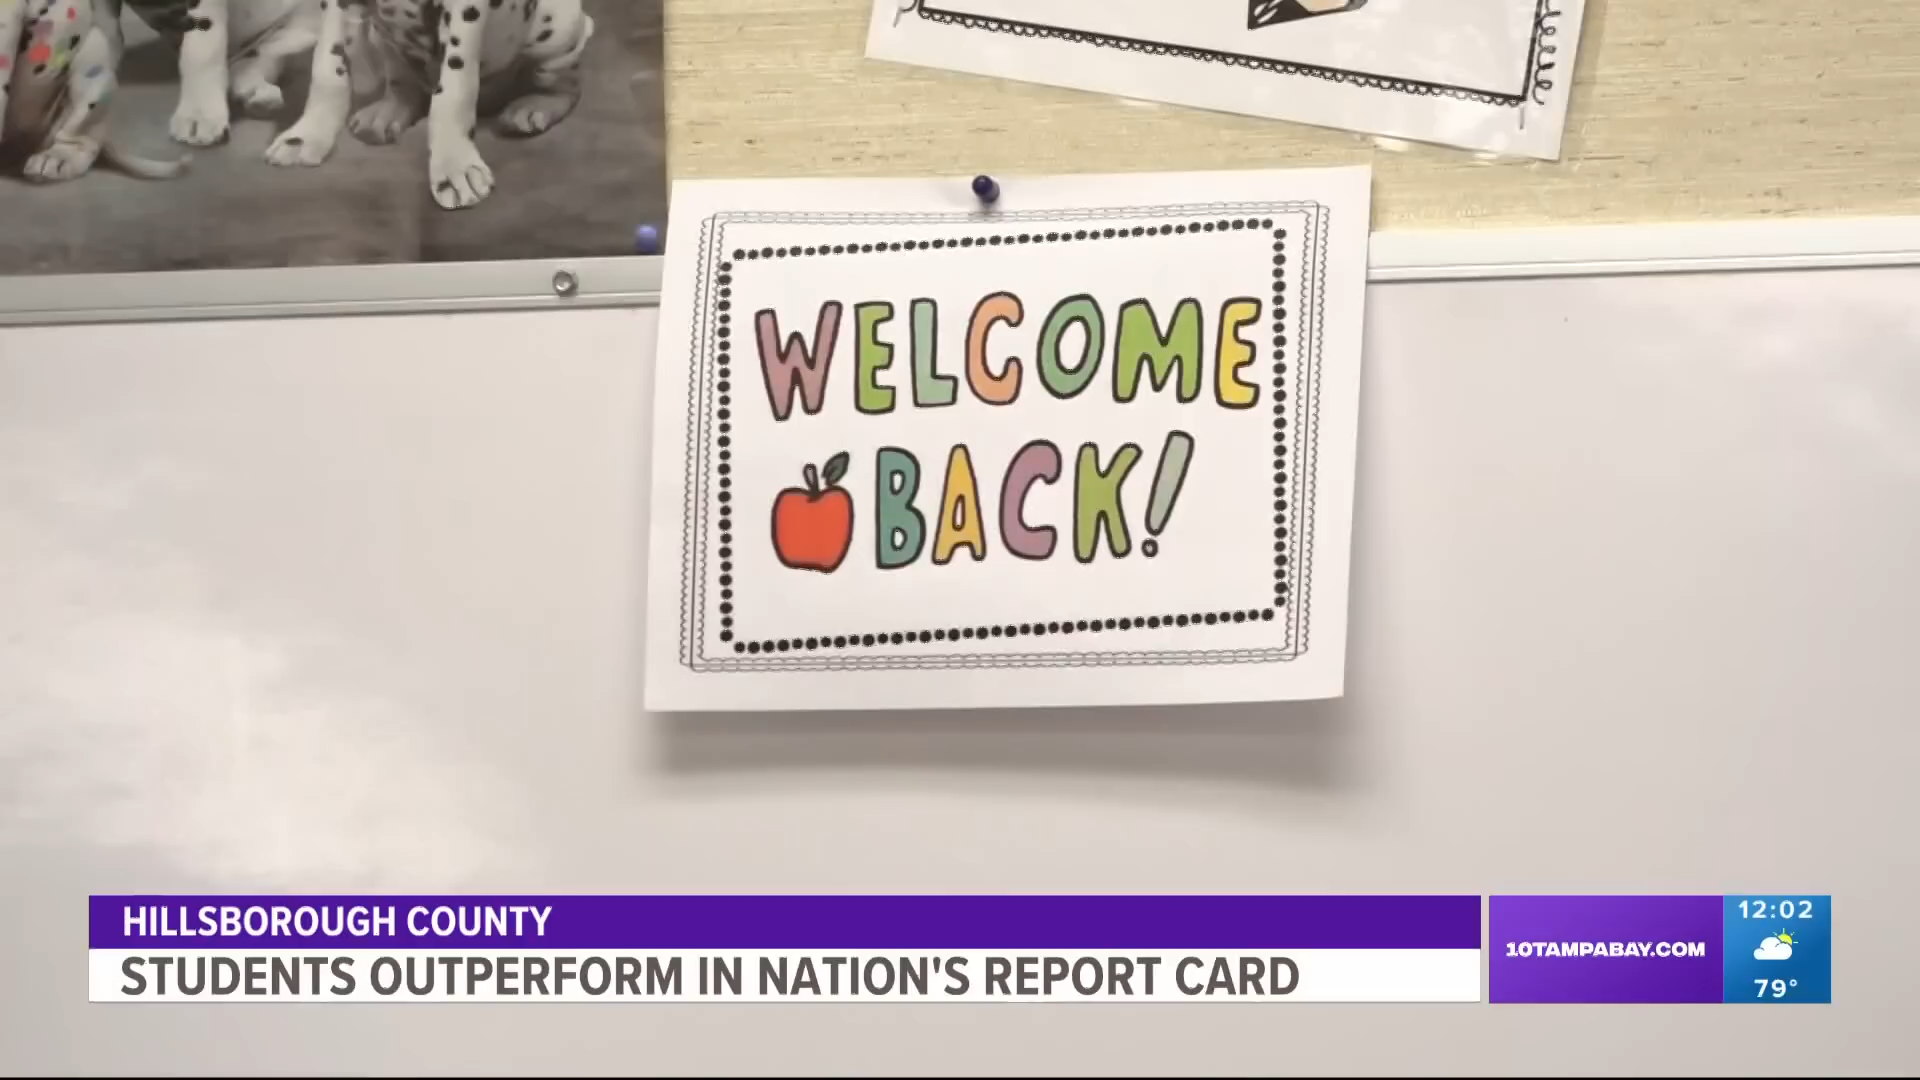 WELCOME
BACK!
HILLSBOROUGH COUNTY
STUDENTS OUTPERFORM IN NATION'S REPORT CARD
10TAMPABAY.COM
12:02
79°